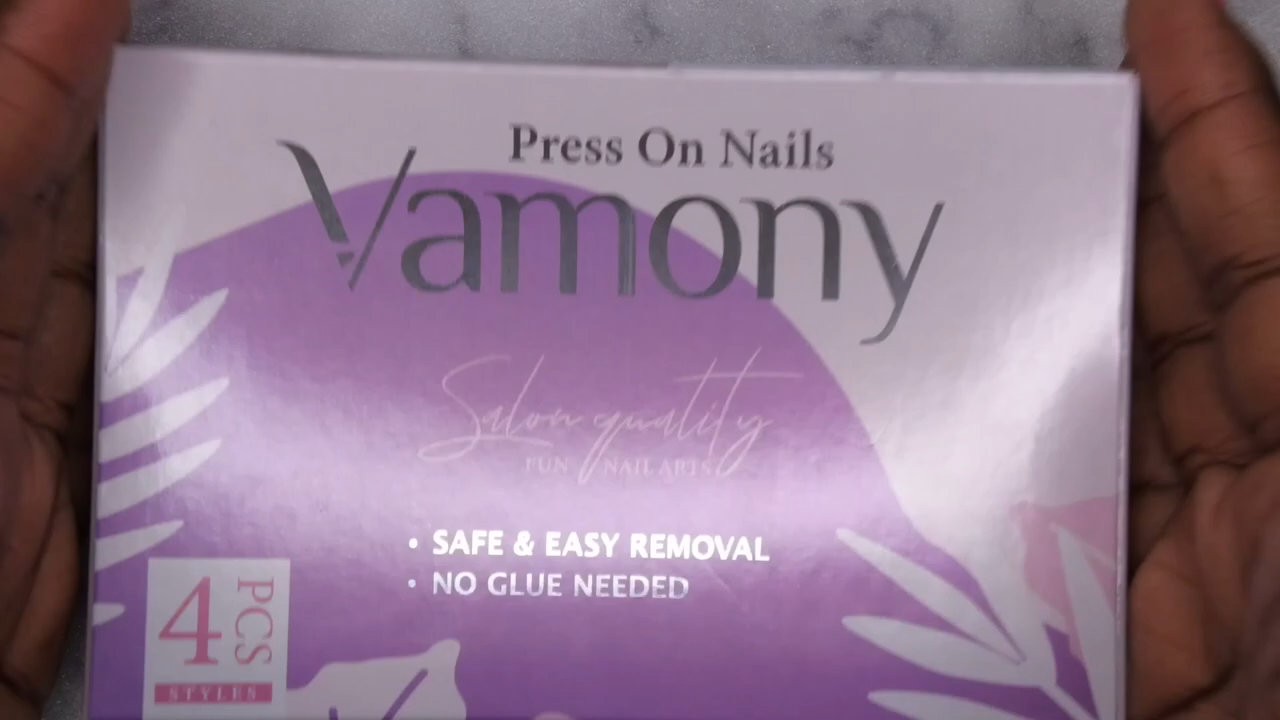 Press On Nails
Vamony
Salon quality
FUN NAIL ARTS
• SAFE & EASY REMOVAL
• NO GLUE NEEDED
4 PCS
STYLES